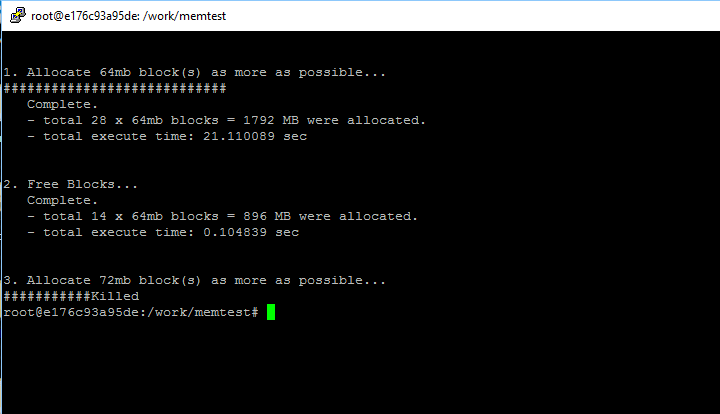 root@e176c93a95de: /work/memtest
1. Allocate 64mb block(s) as more as possible...
############################
Complete.
- total 28 x 64mb blocks = 1792 MB were allocated.
- total execute time: 21.110089 sec
2. Free Blocks...
Complete.
- total 14 x 64mb blocks = 896 MB were allocated.
- total execute time: 0.104839 sec
3. Allocate 72mb block(s) as more as possible...
###########Killed
root@e176c93a95de:/work/memtest#